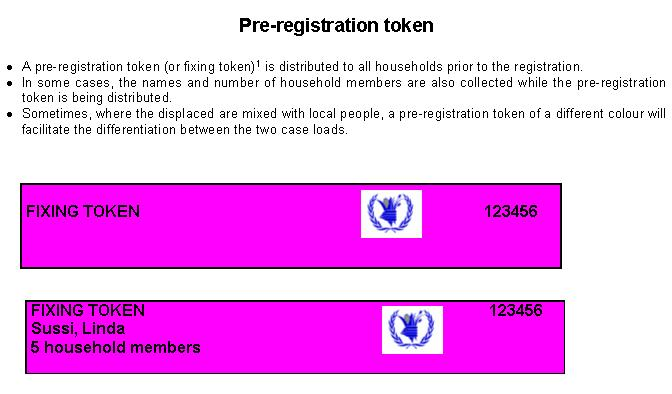 Pre-registration token
● A pre-registration token (or fixing token)¹ is distributed to all households prior to the registration.
● In some cases, the names and number of household members are also collected while the pre-registration
token is being distributed.
● Sometimes, where the displaced are mixed with local people, a pre-registration token of a different colour will
facilitate the differentiation between the two case loads.
FIXING TOKEN 123456
FIXING TOKEN 123456
Sussi, Linda
5 household members